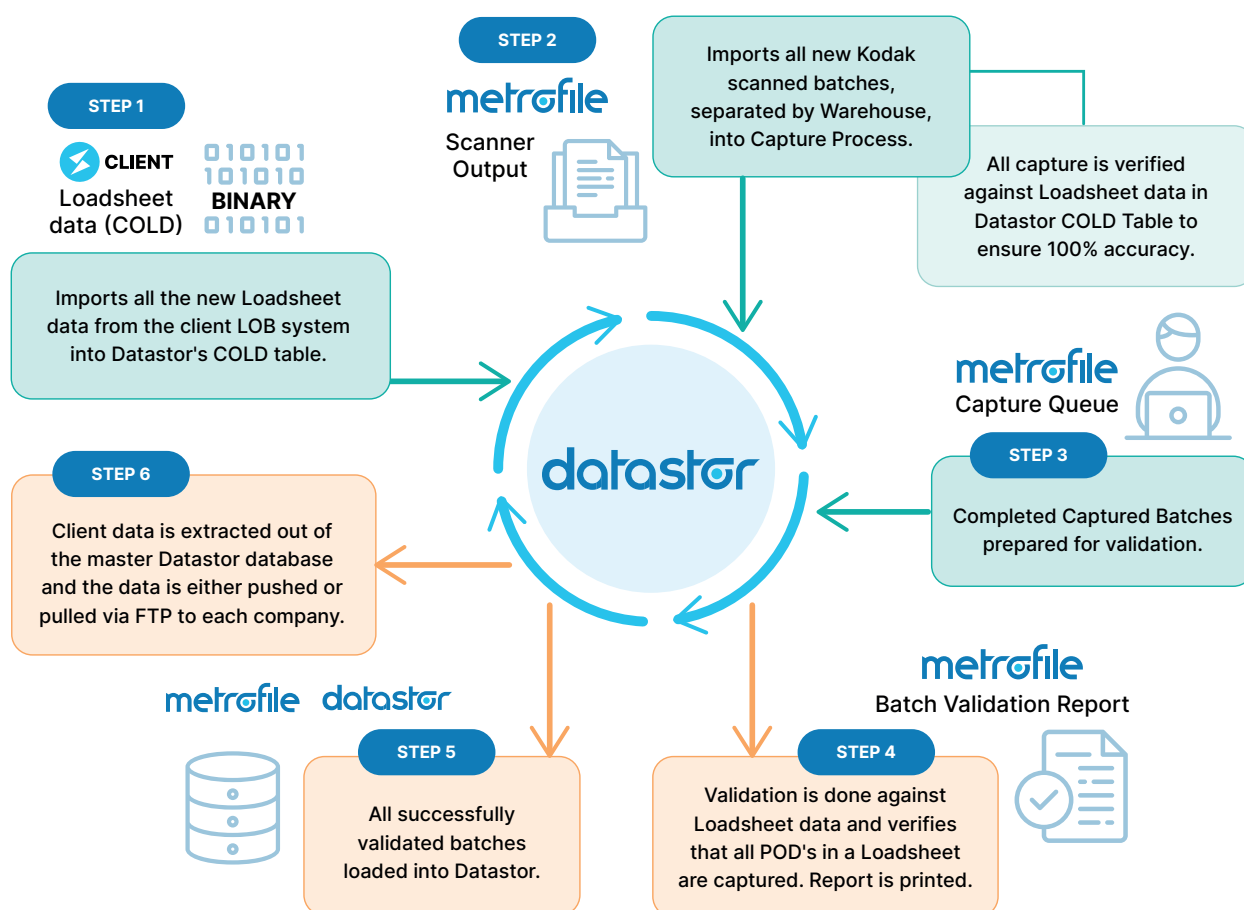 STEP 1
CLIENT
Loadsheet
data (COLD)
010101
101010
BINARY
010101
Imports all the new Loadsheet
data from the client LOB system
into Datastor's COLD table.
STEP 2
metrofile
Scanner
Output
Imports all new Kodak
scanned batches,
separated by Warehouse,
into Capture Process.
All capture is verified
against Loadsheet data in
Datastor COLD Table to
ensure 100% accuracy.
datastor
metrofile
Capture Queue
STEP 3
Completed Captured Batches
prepared for validation.
metrofile
Batch Validation Report
STEP 4
Validation is done against
Loadsheet data and verifies
that all POD's in a Loadsheet
are captured. Report is printed.
metrofile datastor
STEP 5
All successfully
validated batches
loaded into Datastor.
STEP 6
Client data is extracted out of
the master Datastor database
and the data is either pushed or
pulled via FTP to each company.